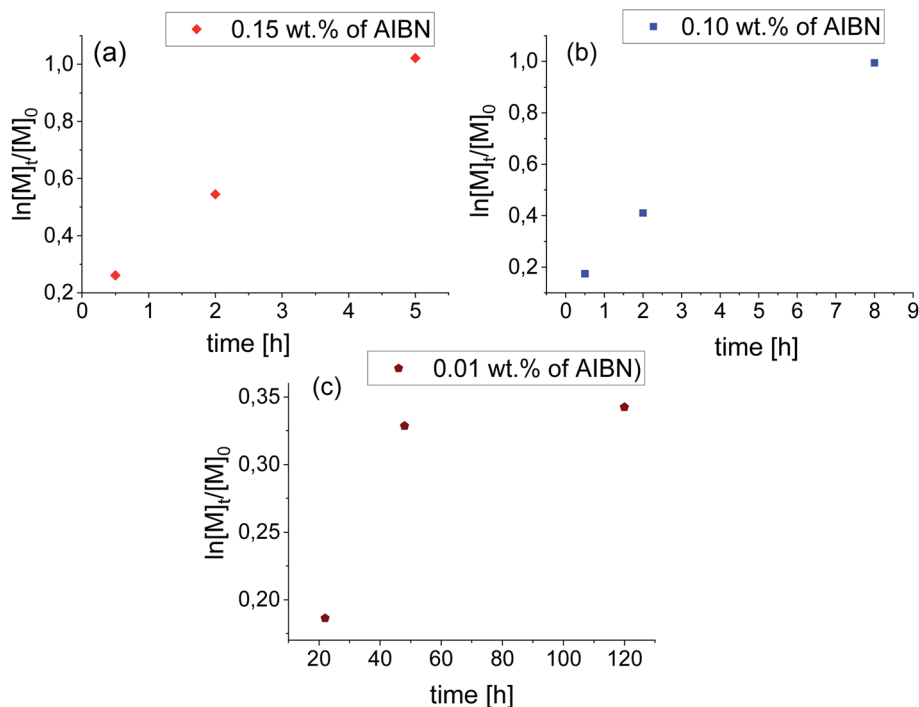 (a)
0.15 wt.% of AIBN
1,0
0,8
0,6
0,4
0,2
ln[M]t/[M]0
0 1 2 3 4 5
time [h]
(b)
0.10 wt.% of AIBN
1,0
0,8
0,6
0,4
0,2
ln[M]t/[M]0
0 1 2 3 4 5 6 7 8 9
time [h]
(c)
0.01 wt.% of AIBN)
0,35
0,30
0,25
0,20
ln[M]t/[M]0
20 40 60 80 100 120
time [h]